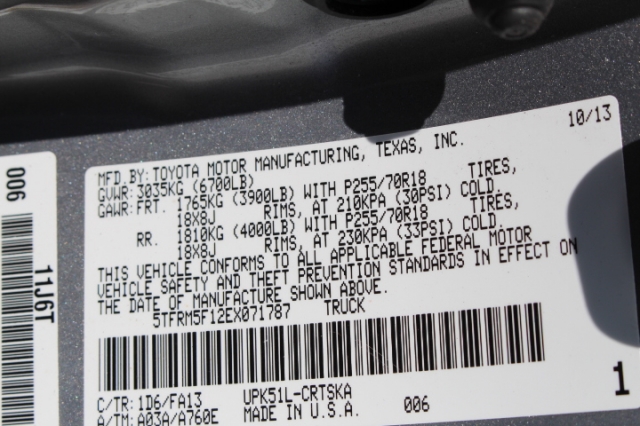 10/13
MFD.BY:TOYOTA MOTOR MANUFACTURING, TEXAS, INC.
GVWR:3035KG (6700LB)
GAWR:FRT. 1765KG (3900LB) WITH P255/70R18 TIRES,
18X8J RIMS, AT 210KPA (30PSI) COLD.
RR. 1810KG (4000LB) WITH P255/70R18 TIRES,
18X8J RIMS, AT 230KPA (33PSI) COLD.
THIS VEHICLE CONFORMS TO ALL APPLICABLE FEDERAL MOTOR
VEHICLE SAFETY AND THEFT PREVENTION STANDARDS IN EFFECT ON
THE DATE OF MANUFACTURE SHOWN ABOVE.
5TFRM5F12EX071787 TRUCK
C/TR:1D6/FA13 UPK51L-CRTSKA
A/TM:A03A/A760E MADE IN U.S.A. 006
1
006
11J6T